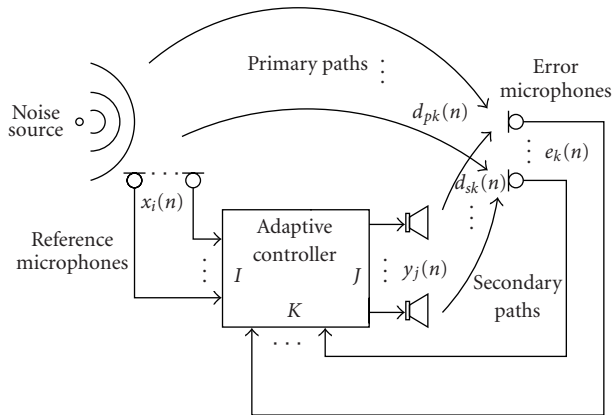 Primary paths
Error
microphones
Noise
source
d_pk(n)
e_k(n)
d_sk(n)
x_i(n)
Reference
microphones
Adaptive
controller
I
J
y_j(n)
K
Secondary
paths